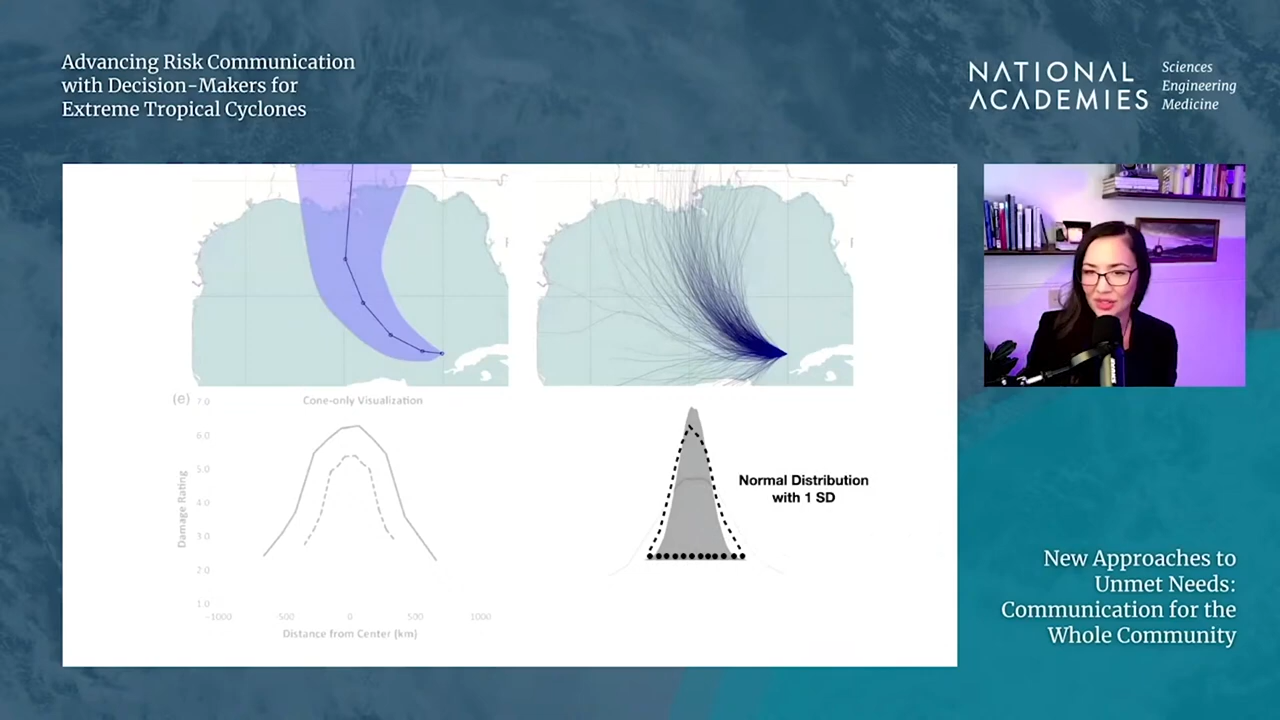 Advancing Risk Communication
with Decision-Makers for
Extreme Tropical Cyclones
NATIONAL
ACADEMIES
Sciences
Engineering
Medicine
(e)
Cone-only Visualization
7.0
6.0
5.0
4.0
3.0
2.0
1.0
Damage Rating
-1000
-500
0
500
1000
Distance from Center (km)
Normal Distribution
with 1 SD
New Approaches to
Unmet Needs:
Communication for the
Whole Community